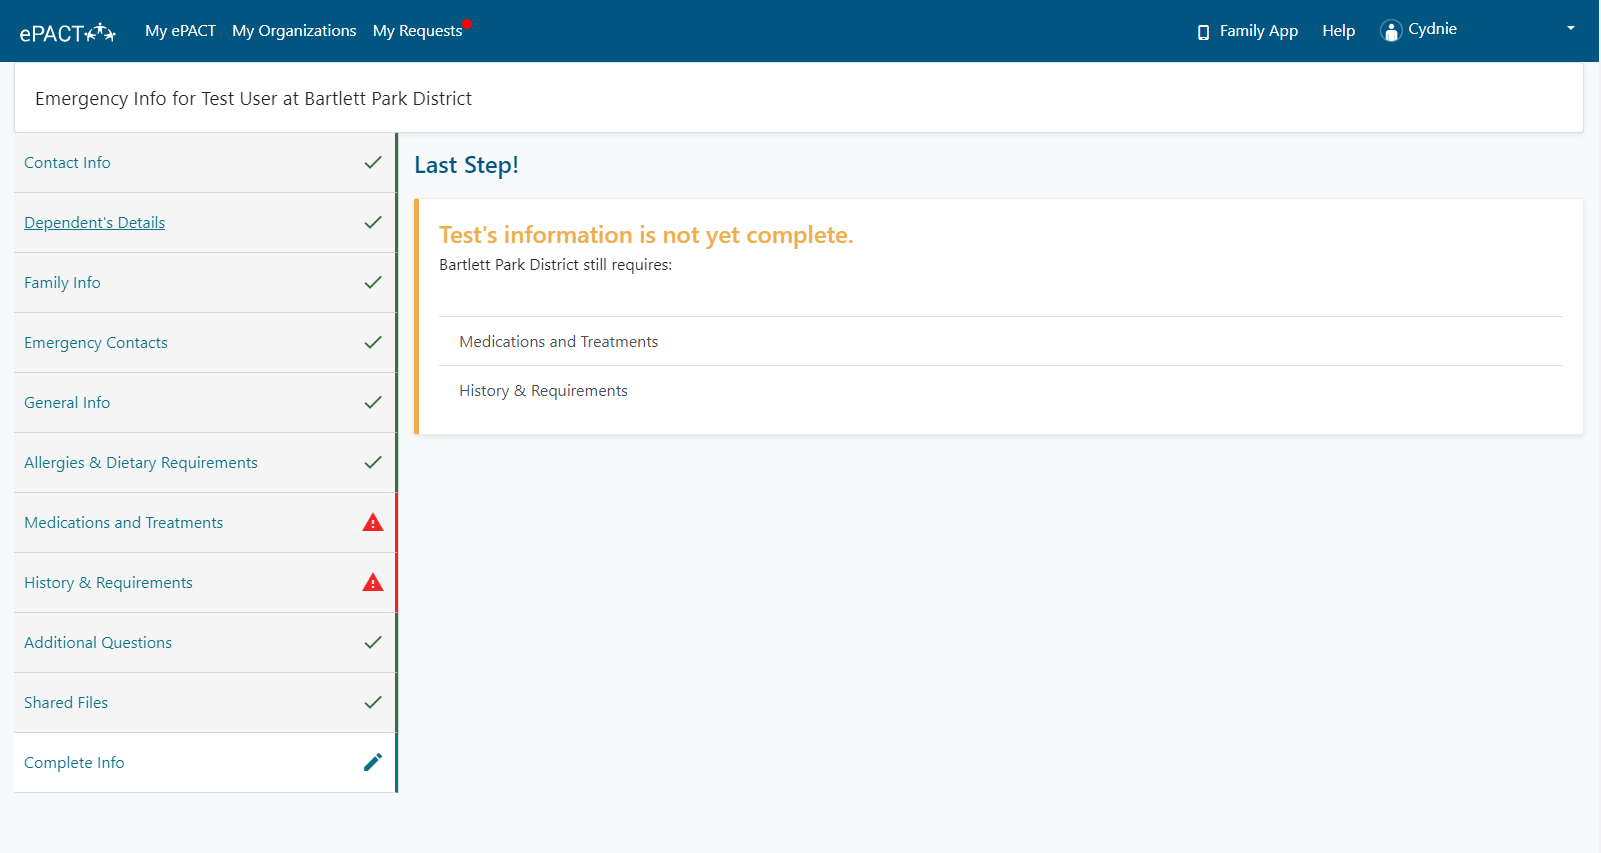 ePACT
My ePACT
My Organizations
My Requests
Family App
Help
Cydnie
Emergency Info for Test User at Bartlett Park District
Contact Info
Dependent's Details
Family Info
Emergency Contacts
General Info
Allergies & Dietary Requirements
Medications and Treatments
History & Requirements
Additional Questions
Shared Files
Complete Info
Last Step!
Test's information is not yet complete.
Bartlett Park District still requires:
Medications and Treatments
History & Requirements